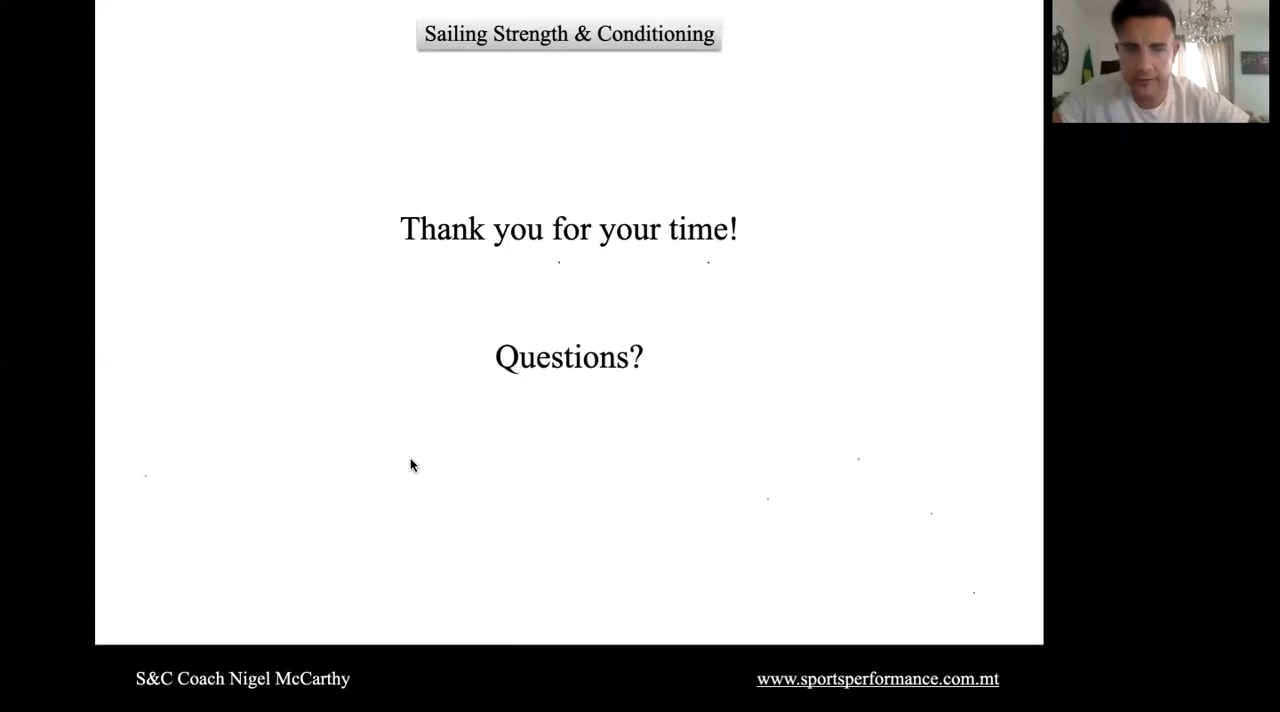 Sailing Strength & Conditioning
Thank you for your time!
Questions?
S&C Coach Nigel McCarthy
www.sportsperformance.com.mt